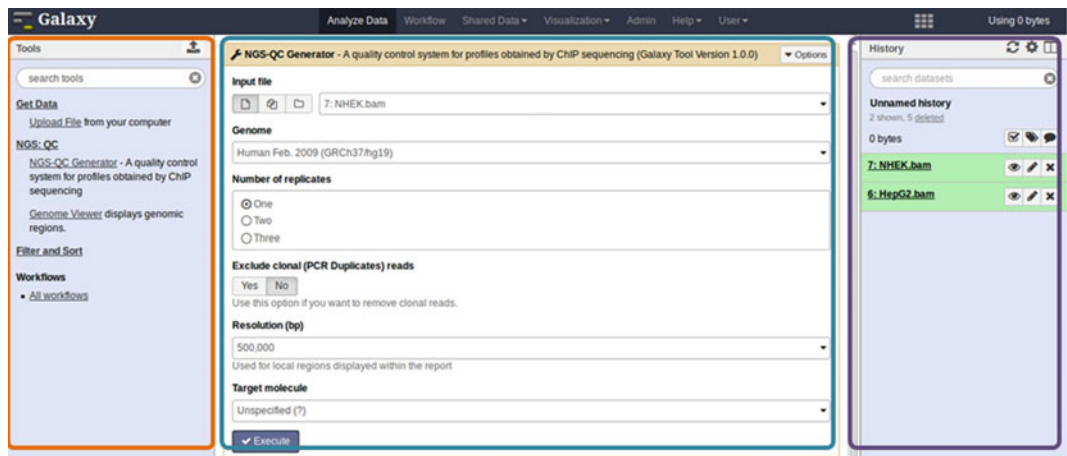 Galaxy
Analyze Data Workflow Shared Data Visualization Admin Help User
Using 0 bytes
Tools
search tools
Get Data
Upload File from your computer
NGS: QC
NGS-QC Generator - A quality control
system for profiles obtained by ChIP
sequencing
Genome Viewer displays genomic
regions.
Filter and Sort
Workflows
All workflows
NGS-QC Generator - A quality control system for profiles obtained by ChIP sequencing (Galaxy Tool Version 1.0.0)
Options
Input file
7: NHEK.bam
Genome
Human Feb. 2009 (GRCh37/hg19)
Number of replicates
One
Two
Three
Exclude clonal (PCR Duplicates) reads
Yes No
Use this option if you want to remove clonal reads.
Resolution (bp)
500,000
Used for local regions displayed within the report
Target molecule
Unspecified (?)
Execute
History
search datasets
Unnamed history
2 shown, 5 deleted
0 bytes
7: NHEK.bam
6: HepG2.bam